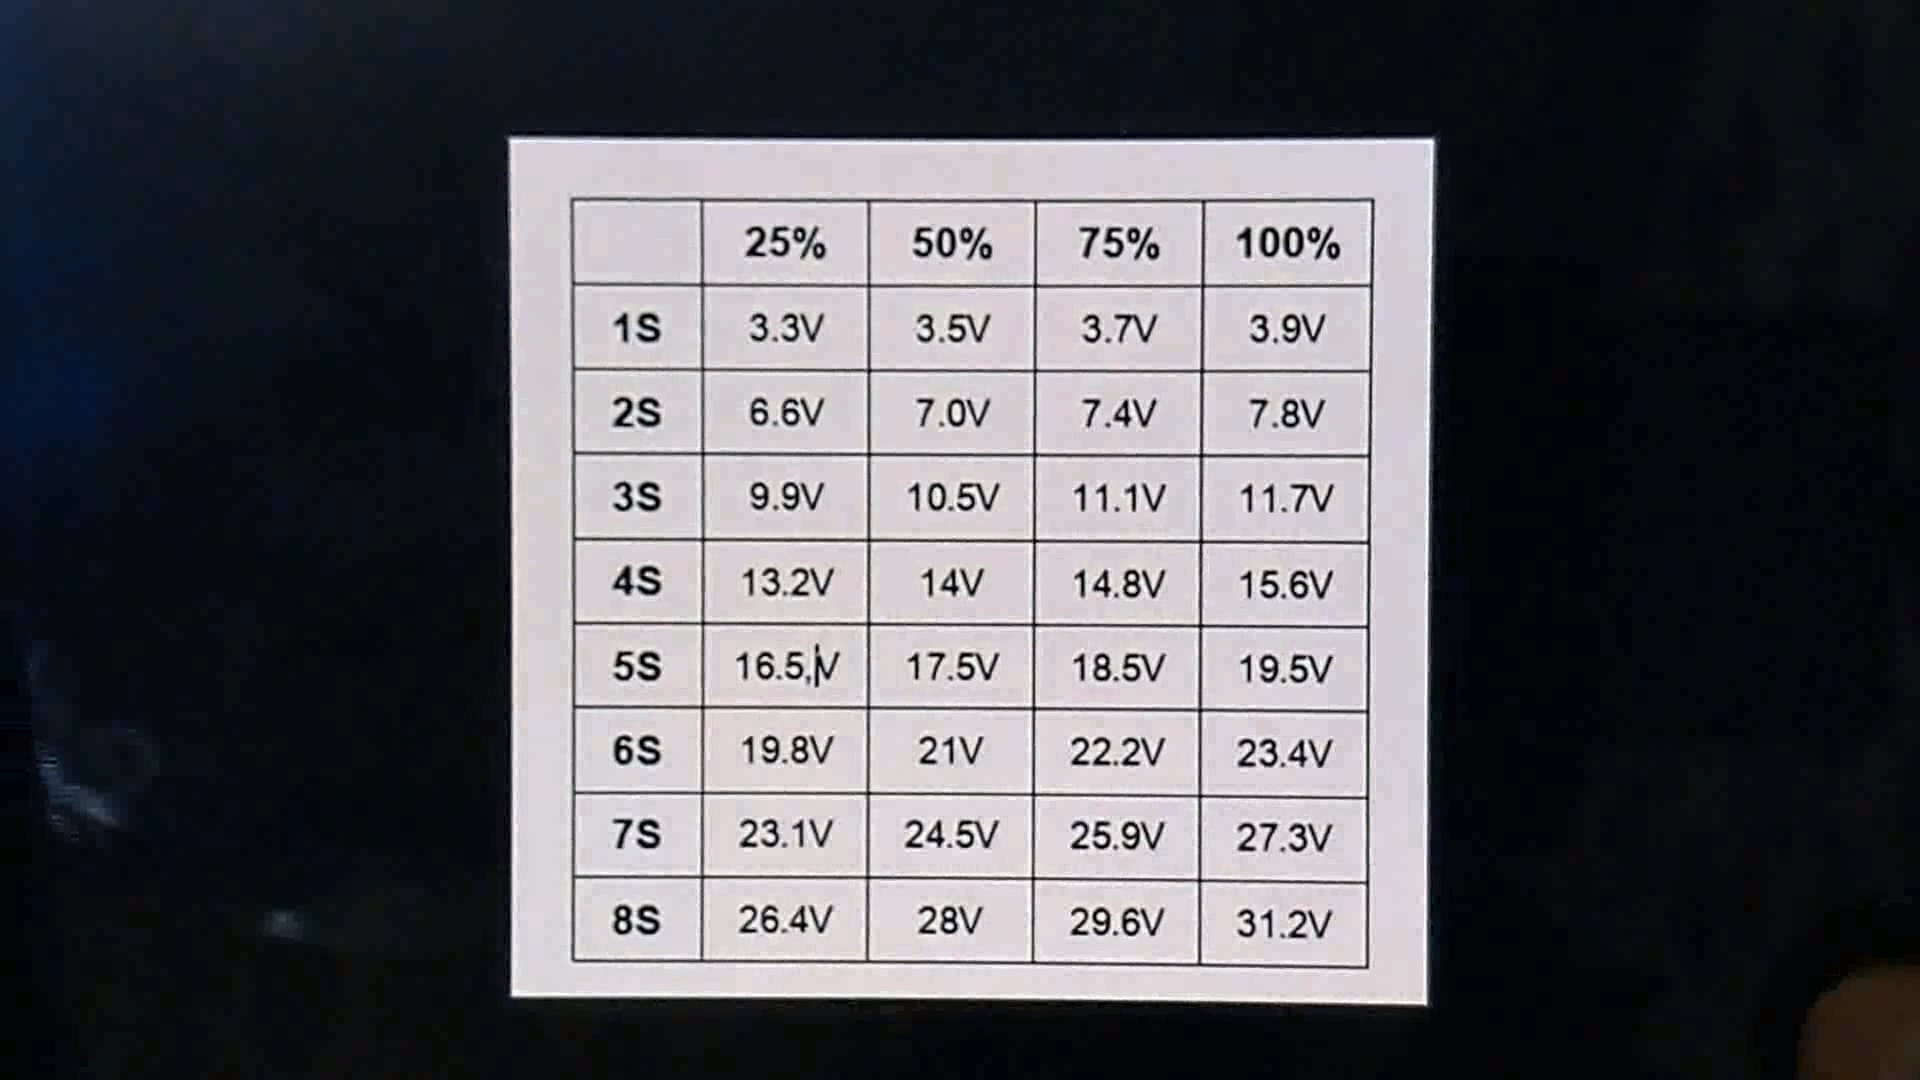 25% 50% 75% 100%
1S 3.3V 3.5V 3.7V 3.9V
2S 6.6V 7.0V 7.4V 7.8V
3S 9.9V 10.5V 11.1V 11.7V
4S 13.2V 14V 14.8V 15.6V
5S 16.5,V 17.5V 18.5V 19.5V
6S 19.8V 21V 22.2V 23.4V
7S 23.1V 24.5V 25.9V 27.3V
8S 26.4V 28V 29.6V 31.2V